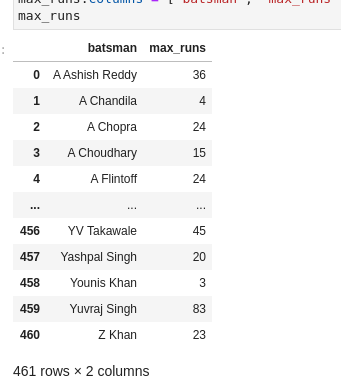 max_runs.columns = ['batsman', 'max_runs'
max_runs
:
batsman max_runs
0 A Ashish Reddy 36
1 A Chandila 4
2 A Chopra 24
3 A Choudhary 15
4 A Flintoff 24
... ... ...
456 YV Takawale 45
457 Yashpal Singh 20
458 Younis Khan 3
459 Yuvraj Singh 83
460 Z Khan 23
461 rows × 2 columns